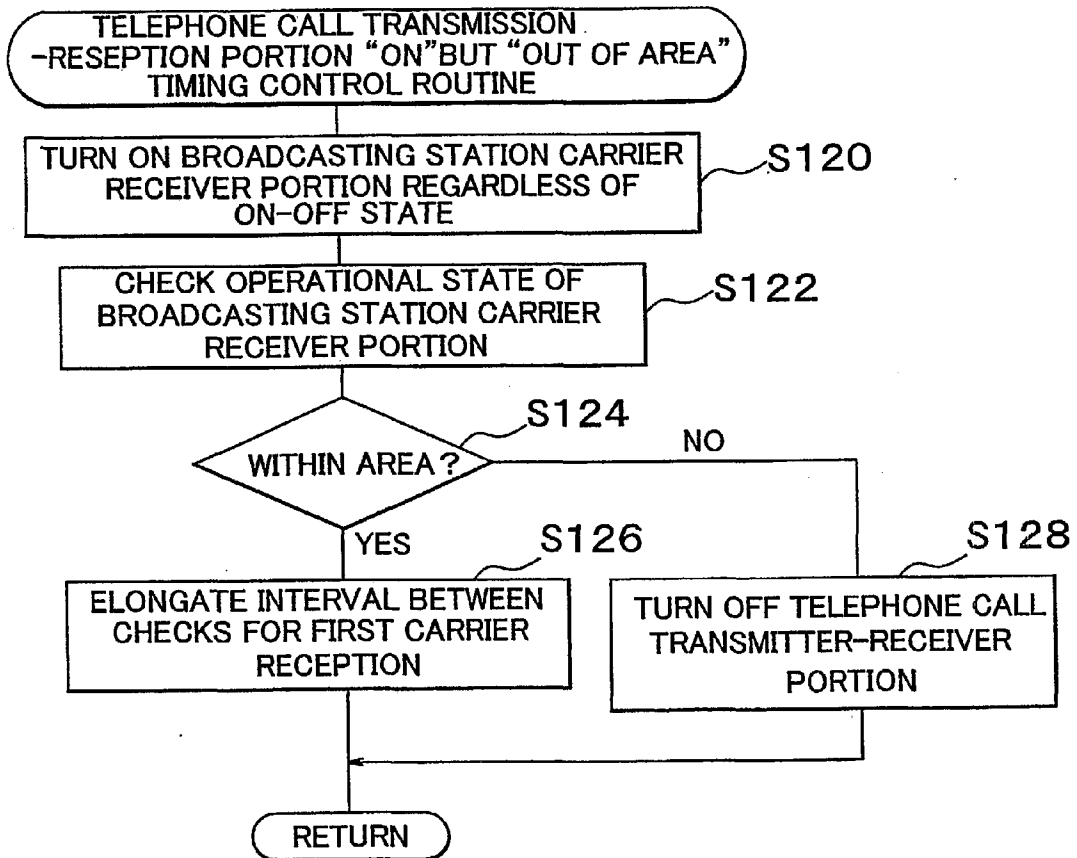 TELEPHONE CALL TRANSMISSION
-RESEPTION PORTION “ON”BUT “OUT OF AREA”
TIMING CONTROL ROUTINE
TURN ON BROADCASTING STATION CARRIER
RECEIVER PORTION REGARDLESS OF
ON-OFF STATE
S120
CHECK OPERATIONAL STATE OF
BROADCASTING STATION CARRIER
RECEIVER PORTION
S122
S124
WITHIN AREA?
NO
YES
S126
ELONGATE INTERVAL BETWEEN
CHECKS FOR FIRST CARRIER
RECEPTION
S128
TURN OFF TELEPHONE CALL
TRANSMITTER-RECEIVER
PORTION
RETURN